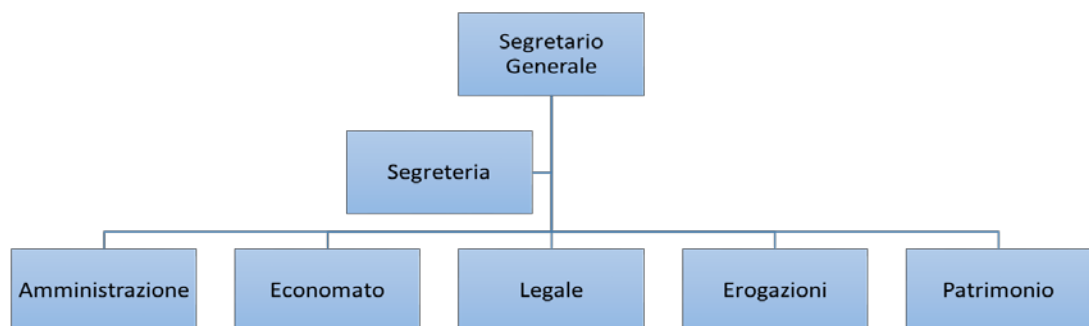 Segretario
Generale
Segreteria
Amministrazione
Economato
Legale
Erogazioni
Patrimonio